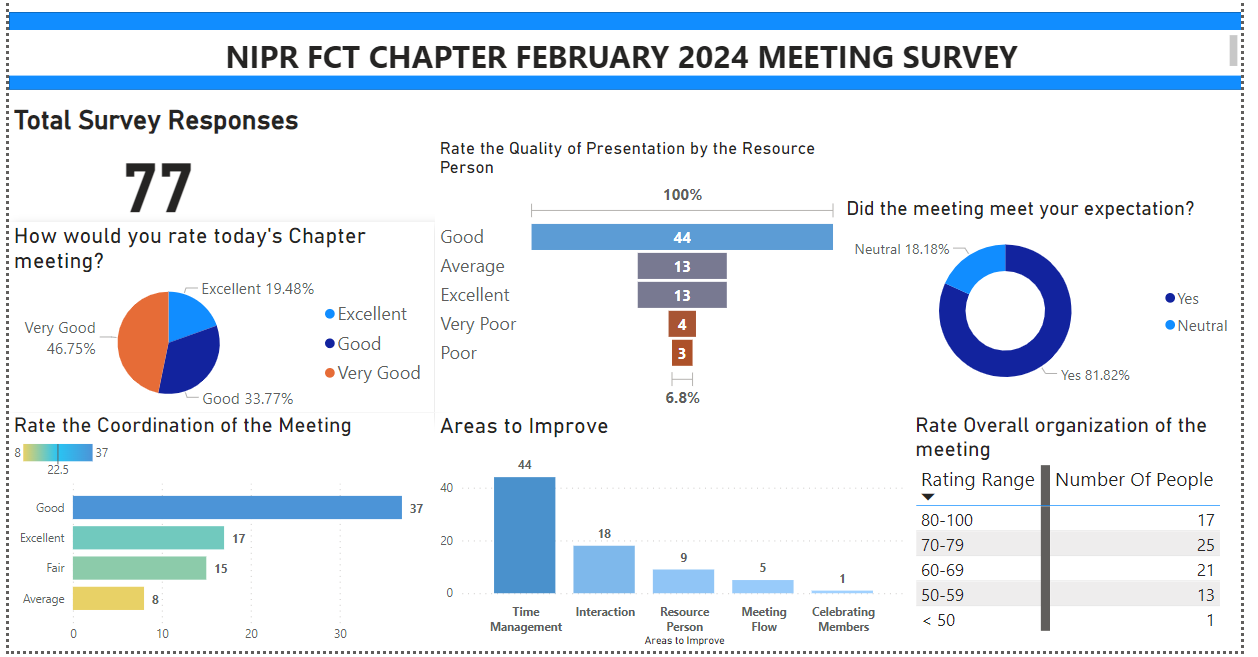 NIPR FCT CHAPTER FEBRUARY 2024 MEETING SURVEY
Total Survey Responses
77
How would you rate today's Chapter
meeting?
Excellent 19.48%
Very Good
46.75%
Good 33.77%
Excellent
Good
Very Good
Rate the Quality of Presentation by the Resource
Person
100%
Good 44
Average 13
Excellent 13
Very Poor 4
Poor 3
6.8%
Did the meeting meet your expectation?
Neutral 18.18%
Yes 81.82%
Yes
Neutral
Rate the Coordination of the Meeting
8 37
22.5
Good 37
Excellent 17
Fair 15
Average 8
0 10 20 30
Areas to Improve
40
20
0
44
18
9
5
1
Time
Management
Interaction
Resource
Person
Meeting
Flow
Celebrating
Members
Areas to Improve
Rate Overall organization of the
meeting
Rating Range Number Of People
80-100 17
70-79 25
60-69 21
50-59 13
< 50 1